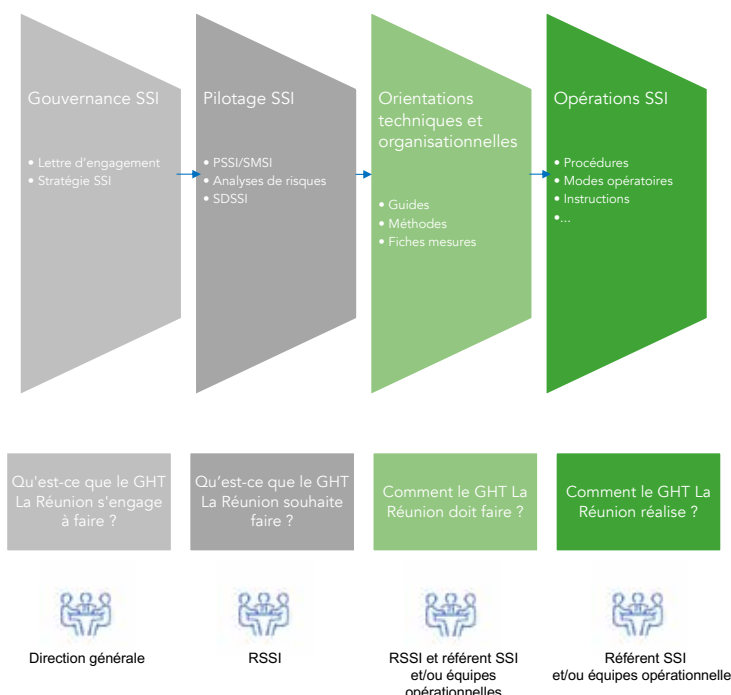 Gouvernance SSI
• Lettre d'engagement
• Stratégie SSI
Pilotage SSI
• PSSI/SMSI
• Analyses de risques
• SDSSI
Orientations
techniques et
organisationnelles
• Guides
• Méthodes
• Fiches mesures
Opérations SSI
• Procédures
• Modes opératoires
• Instructions
•...
Qu'est-ce que le GHT
La Réunion s'engage
à faire ?
Qu'est-ce que le GHT
La Réunion souhaite
faire ?
Comment le GHT La
Réunion doit faire ?
Comment le GHT La
Réunion réalise ?
Direction générale
RSSI
RSSI et référent SSI
et/ou équipes
opérationnelles
Référent SSI
et/ou équipes opérationnelle